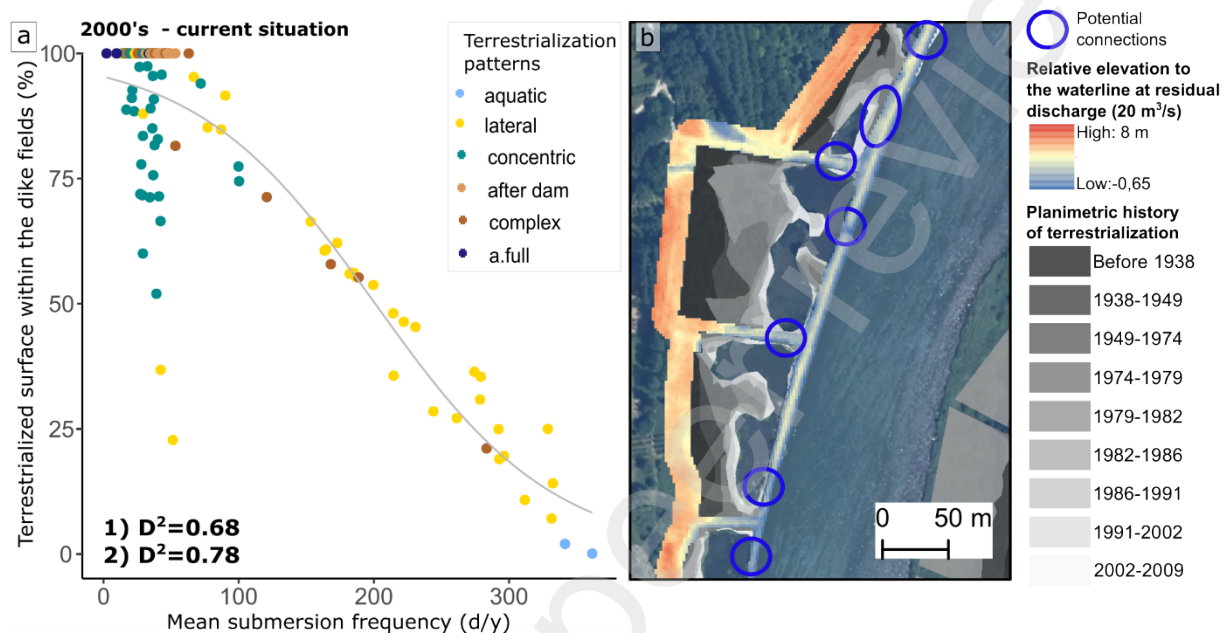 a
2000's - current situation
Terrestrialized surface within the dike fields (%)
100
75
50
25
0
0
100
200
300
Mean submersion frequency (d/y)
1) D²=0.68
2) D²=0.78
Terrestrialization
patterns
aquatic
lateral
concentric
after dam
complex
a.full
b
0
50 m
Potential
connections
Relative elevation to
the waterline at residual
discharge (20 m³/s)
High: 8 m
Low:-0,65
Planimetric history
of terrestrialization
Before 1938
1938-1949
1949-1974
1974-1979
1979-1982
1982-1986
1986-1991
1991-2002
2002-2009